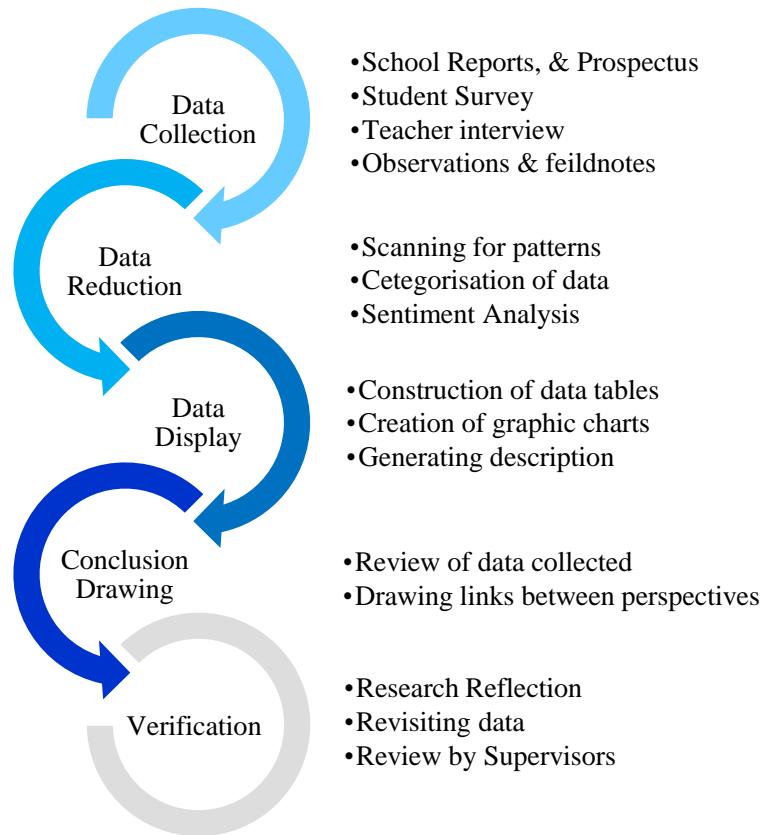 Data
Collection
•School Reports, & Prospectus
•Student Survey
•Teacher interview
•Observations & feildnotes
Data
Reduction
•Scanning for patterns
•Cetegorisation of data
•Sentiment Analysis
Data
Display
•Construction of data tables
•Creation of graphic charts
•Generating description
Conclusion
Drawing
•Review of data collected
•Drawing links between perspectives
Verification
•Research Reflection
•Revisiting data
•Review by Supervisors